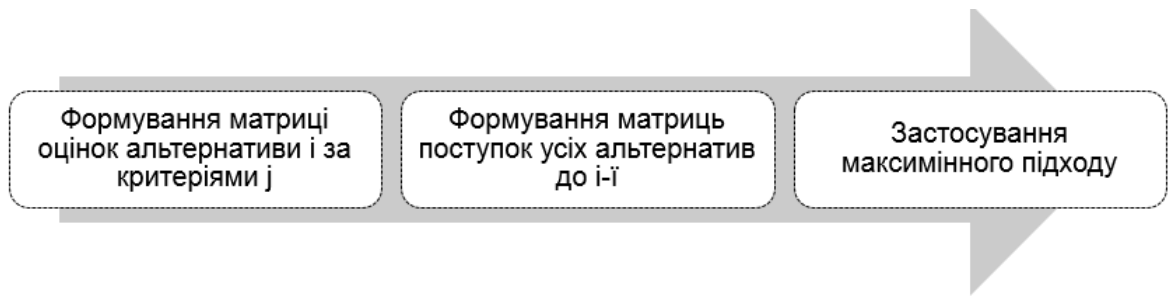 Формування матриці
оцінок альтернативи і за
критеріями j
Формування матриць
поступок усіх альтернатив
до і-ї
Застосування
максимінного підходу